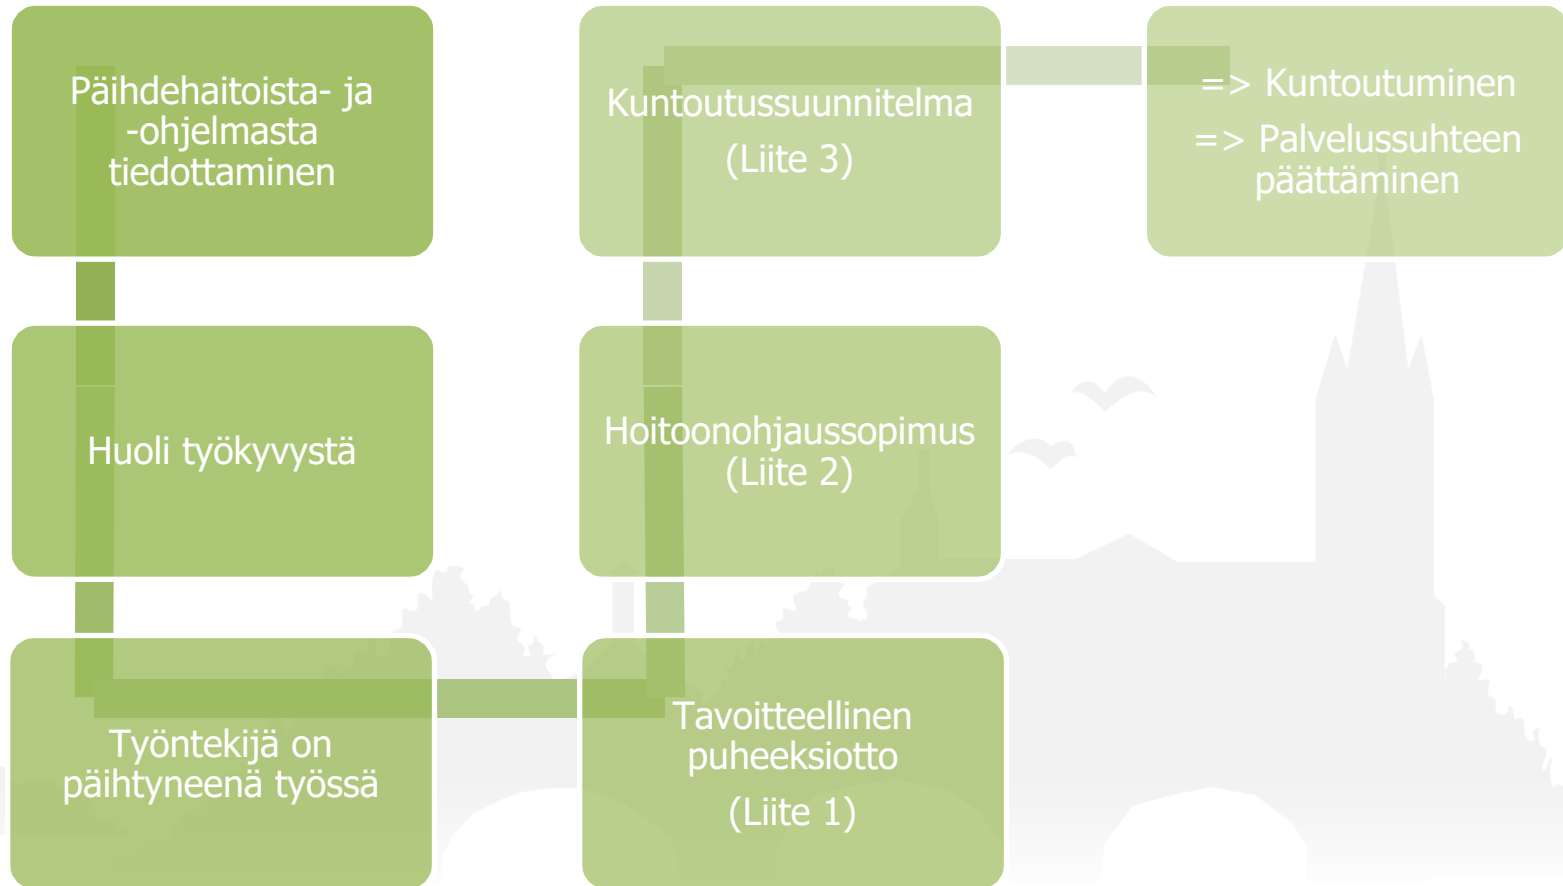 Päihdehaitoista- ja
-ohjelmasta
tiedottaminen
Huoli työkyvystä
Työntekijä on
päihtyneenä työssä
Tavoitteellinen
puheeksiotto
(Liite 1)
Hoitoonohjaussopimus
(Liite 2)
Kuntoutussuunnitelma
(Liite 3)
=> Kuntoutuminen
=> Palvelussuhteen
päättäminen